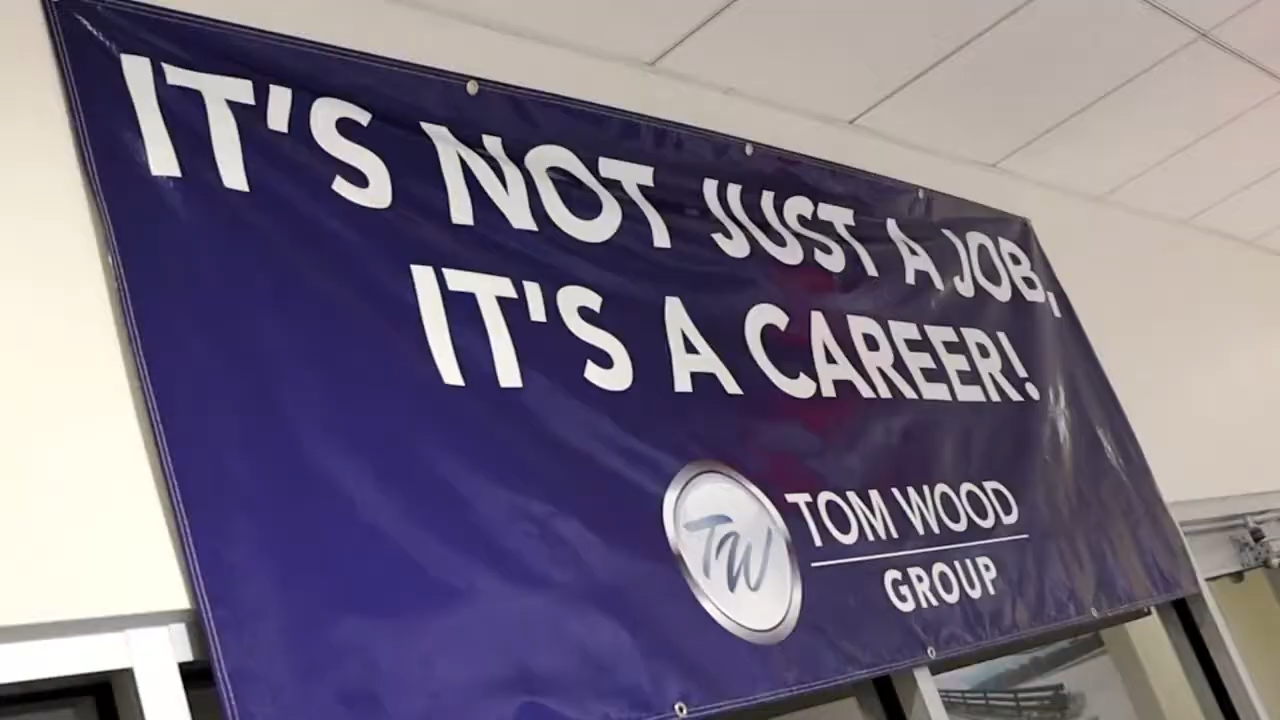 IT'S NOT JUST A JOB,
IT'S A CAREER!
TW
TOM WOOD
GROUP